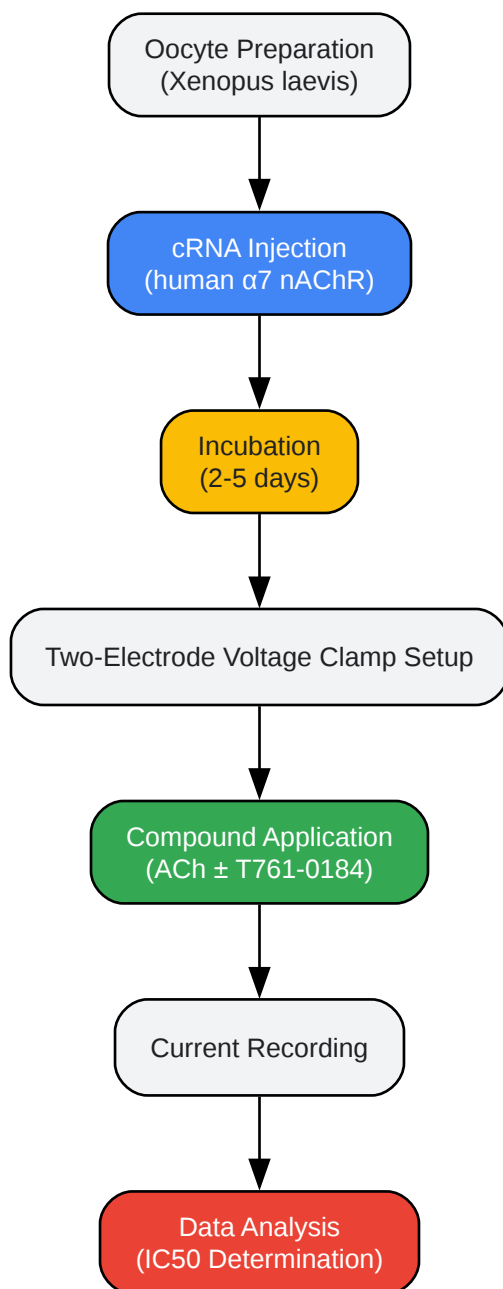 Oocyte Preparation
(Xenopus laevis)
cRNA Injection
(human α7 nAChR)
Incubation
(2-5 days)
Two-Electrode Voltage Clamp Setup
Compound Application
(ACh ± T761-0184)
Current Recording
Data Analysis
(IC50 Determination)